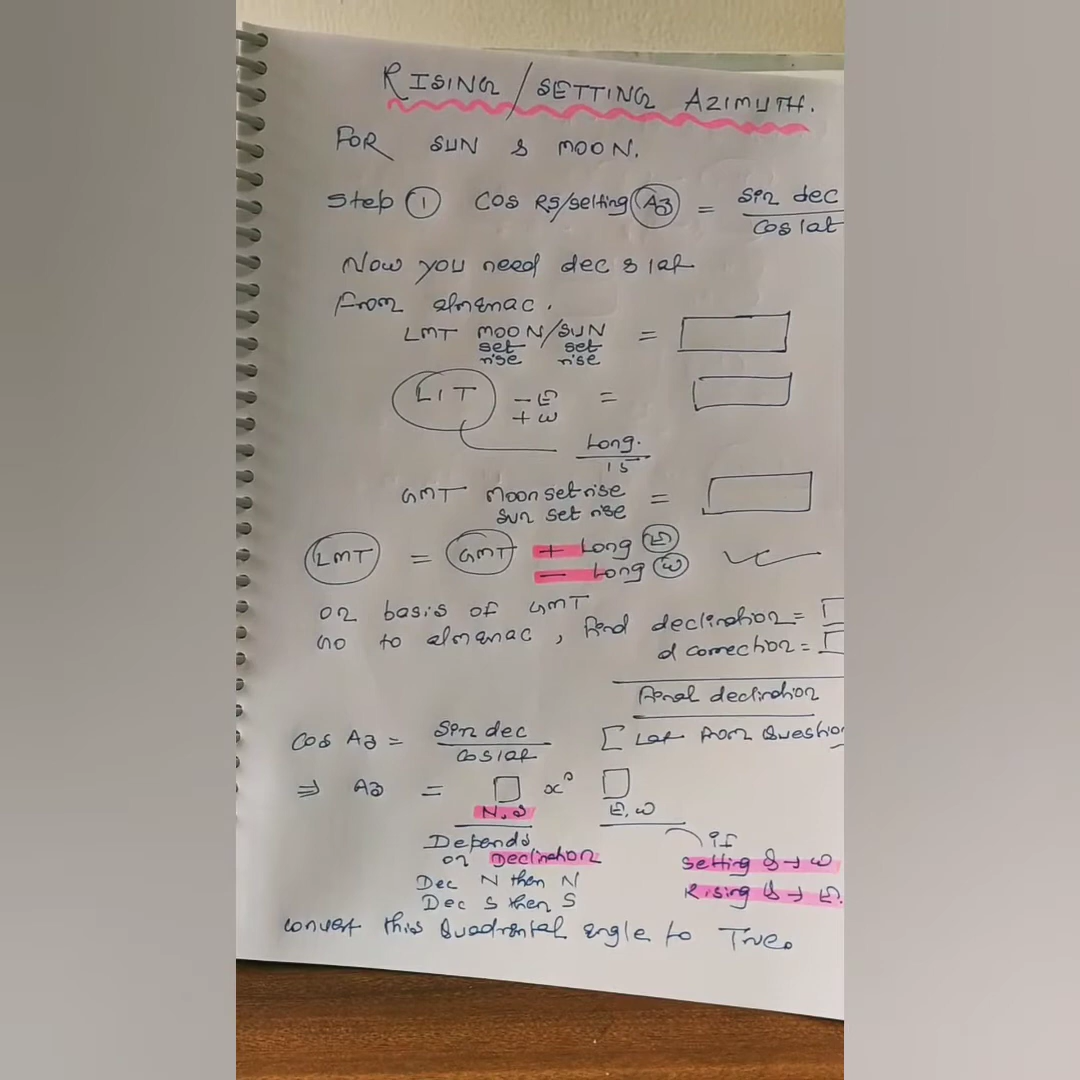 RISING / SETTING AZIMUTH.
FOR SUN & MOON.
Step ① Cos Rs/setting Az = Sin dec / Cos lat
Now you need dec & lat
from almanac.
LMT MOON/SUN =
set set
rise rise
LIT - E =
+ W
Long.
15
GMT Moon set rise =
Sun set rise
LMT = GMT + Long E
- Long W
on basis of GMT
Go to almanac, find declination =
d correction =
Final declination
Cos Az = Sin dec / Cos lat [ Lat from Question
⇒ Az = □ x° □
N, S E, W
Depends if
on Declination Setting & → W
Dec N then N Rising & → E.
Dec S then S
convert this Quadrantal angle to True.